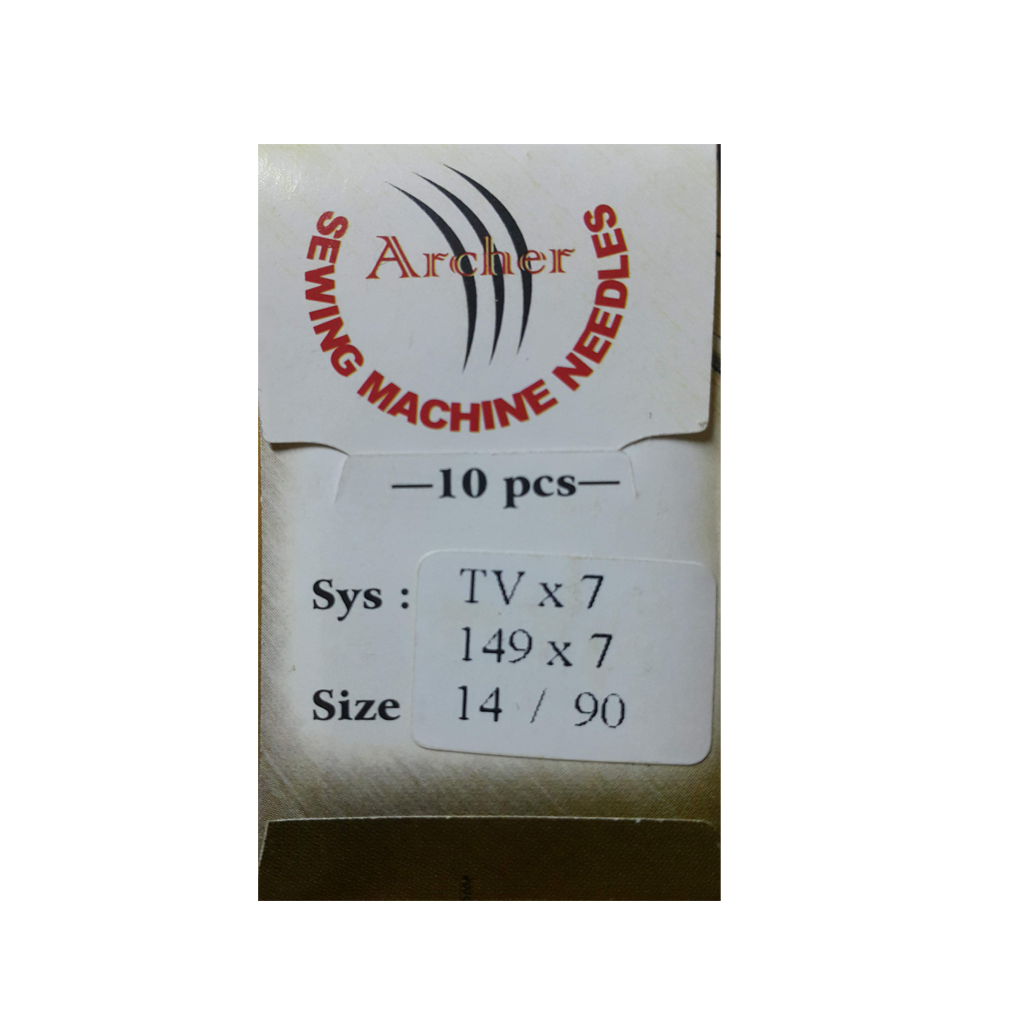 Archer
SEWING MACHINE NEEDLES
—10 pcs—
Sys : TV x 7
149 x 7
Size 14 / 90